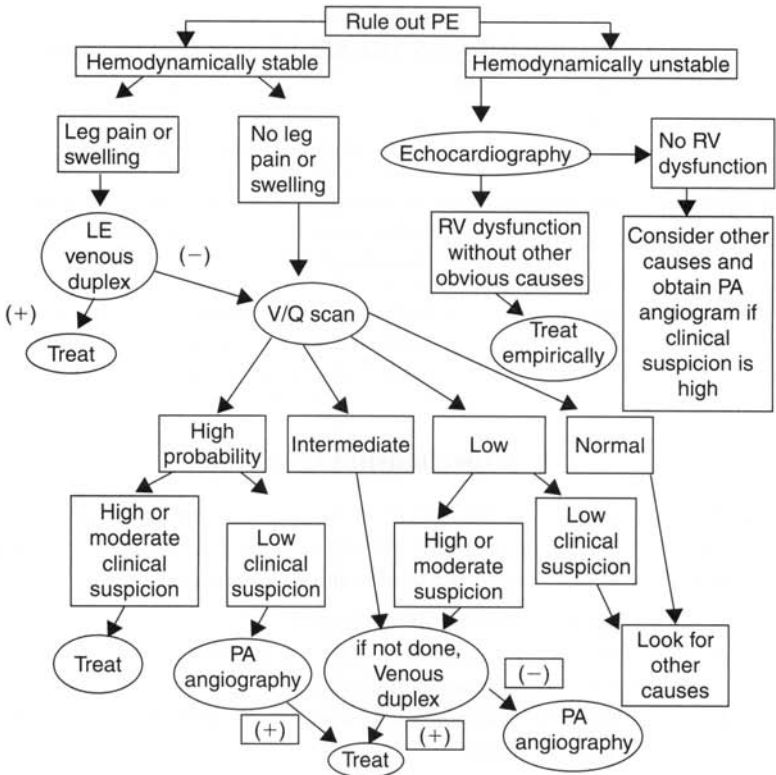 Rule out PE
Hemodynamically stable
Hemodynamically unstable
Leg pain or
swelling
No leg
pain or
swelling
Echocardiography
No RV
dysfunction
LE
venous
duplex
(−)
(+)
Treat
V/Q scan
RV dysfunction
without other
obvious causes
Treat
empirically
Consider other
causes and
obtain PA
angiogram if
clinical
suspicion is
high
High
probability
Intermediate
Low
Normal
High or
moderate
clinical
suspicion
Low
clinical
suspicion
High or
moderate
suspicion
Low
clinical
suspicion
Treat
PA
angiography
if not done,
Venous
duplex
Look for
other
causes
(+)
(+)
(−)
Treat
PA
angiography